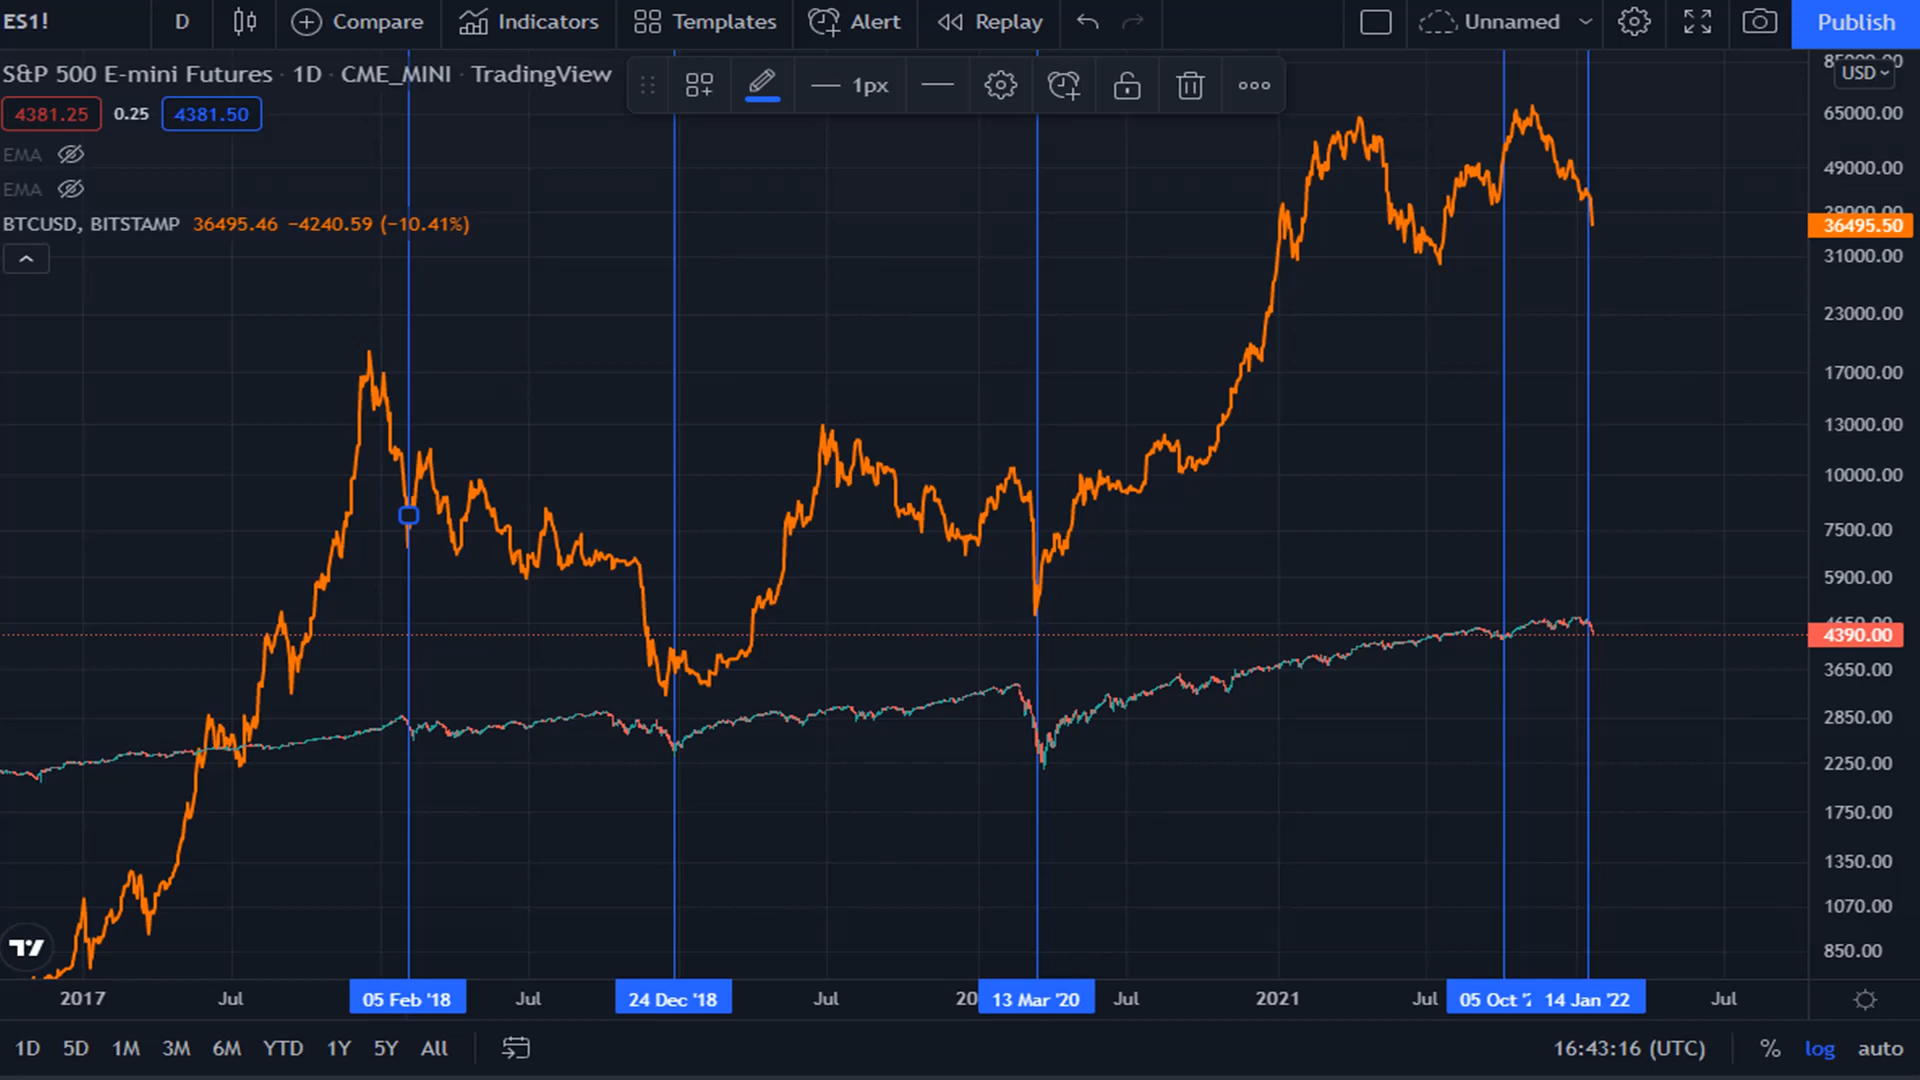 ES1! D Compare Indicators Templates Alert Replay Unnamed Publish
S&P 500 E-mini Futures · 1D · CME_MINI · TradingView
1px
USD
4381.25 0.25 4381.50
EMA
EMA
BTCUSD, BITSTAMP 36495.46 −4240.59 (−10.41%)
65000.00
49000.00
36495.50
31000.00
23000.00
17000.00
13000.00
10000.00
7500.00
5900.00
4390.00
3650.00
2850.00
2250.00
1750.00
1350.00
1070.00
850.00
2017 Jul 05 Feb '18 Jul 24 Dec '18 Jul 20 13 Mar '20 Jul 2021 Jul 05 Oct '2 14 Jan '22 Jul
1D 5D 1M 3M 6M YTD 1Y 5Y All 16:43:16 (UTC) % log auto